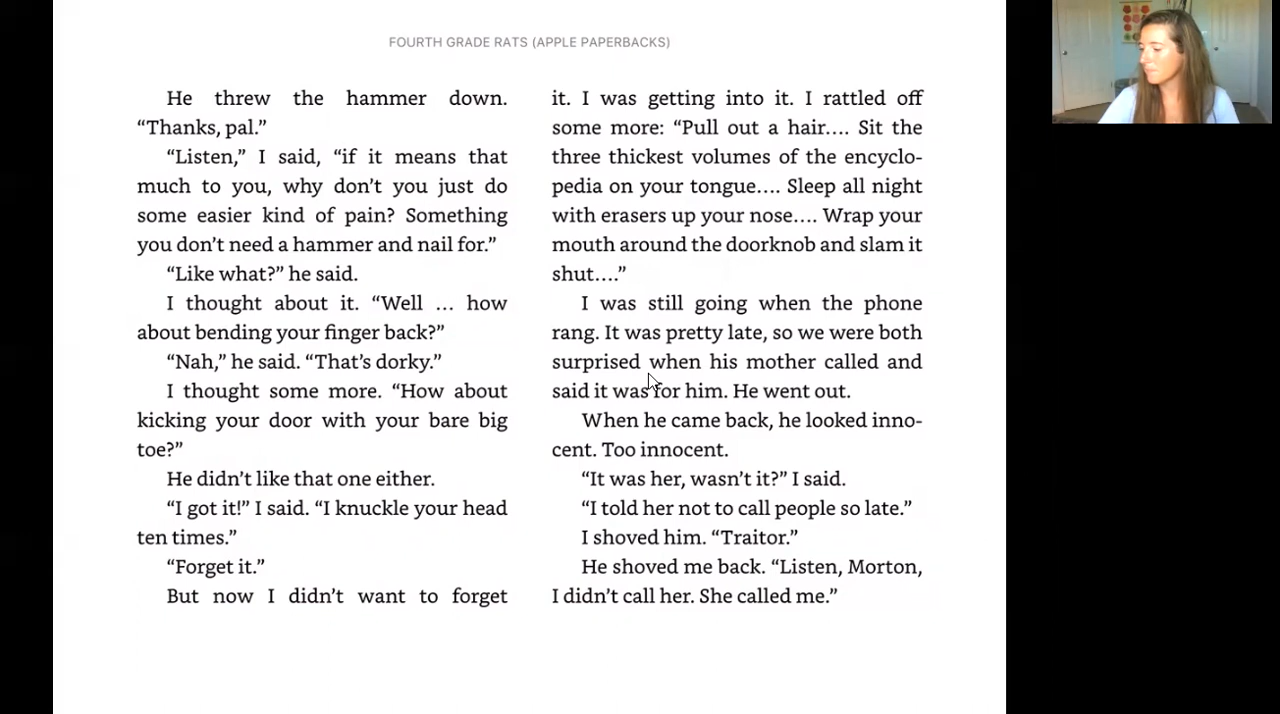 FOURTH GRADE RATS (APPLE PAPERBACKS)
He threw the hammer down.
“Thanks, pal.”
“Listen,” I said, “if it means that
much to you, why don’t you just do
some easier kind of pain? Something
you don’t need a hammer and nail for.”
“Like what?” he said.
I thought about it. “Well … how
about bending your finger back?”
“Nah,” he said. “That’s dorky.”
I thought some more. “How about
kicking your door with your bare big
toe?”
He didn’t like that one either.
“I got it!” I said. “I knuckle your head
ten times.”
“Forget it.”
But now I didn’t want to forget
it. I was getting into it. I rattled off
some more: “Pull out a hair…. Sit the
three thickest volumes of the encyclo-
pedia on your tongue…. Sleep all night
with erasers up your nose…. Wrap your
mouth around the doorknob and slam it
shut….”
I was still going when the phone
rang. It was pretty late, so we were both
surprised when his mother called and
said it was for him. He went out.
When he came back, he looked inno-
cent. Too innocent.
“It was her, wasn’t it?” I said.
“I told her not to call people so late.”
I shoved him. “Traitor.”
He shoved me back. “Listen, Morton,
I didn’t call her. She called me.”